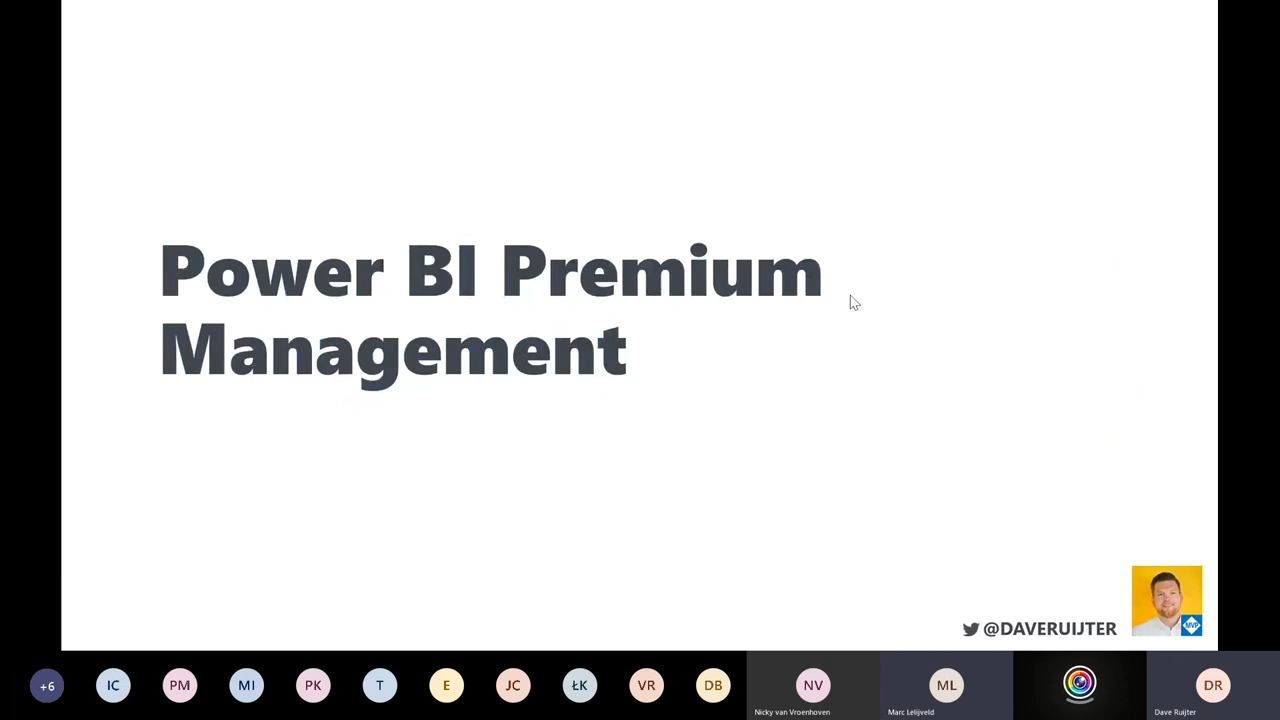 Power BI Premium
Management
@DAVERUIJTER
MVP
+6
IC
PM
MI
PK
T
E
JC
ŁK
VR
DB
NV
ML
DR
Nicky van Vroenhoven
Marc Lelijveld
Dave Ruijter